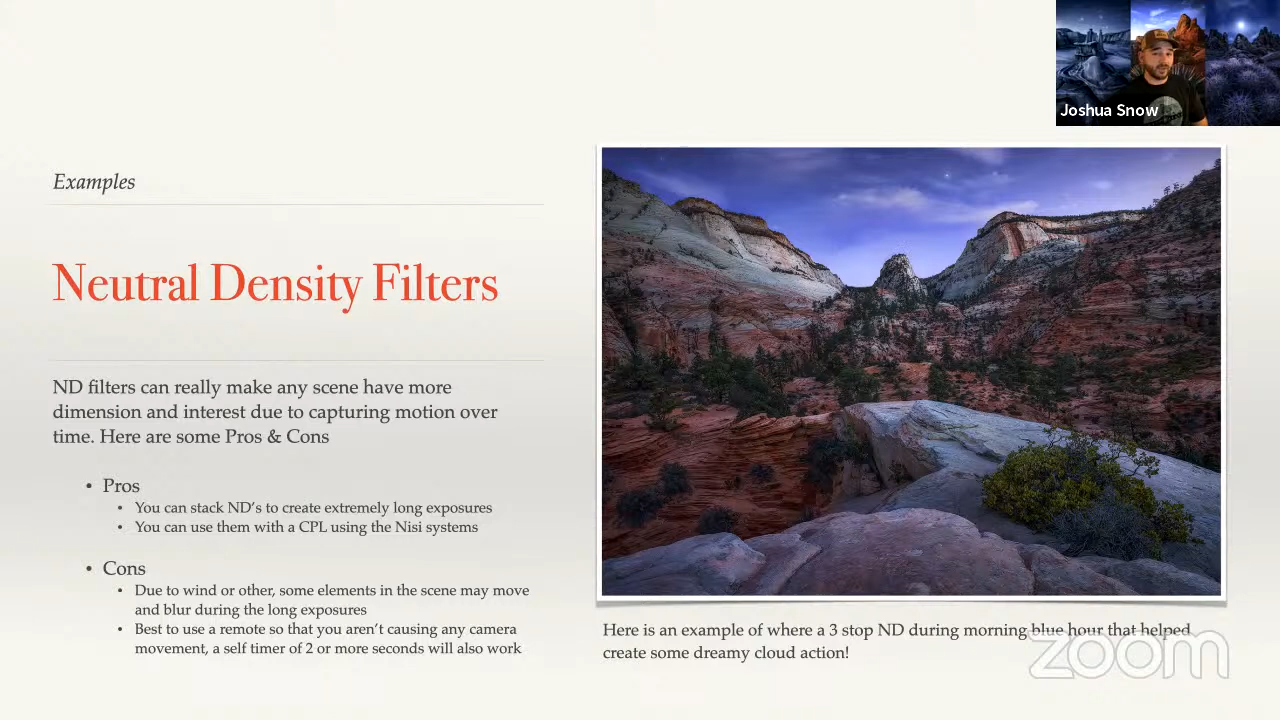 Joshua Snow
Examples
Neutral Density Filters
ND filters can really make any scene have more
dimension and interest due to capturing motion over
time. Here are some Pros & Cons
• Pros
• You can stack ND’s to create extremely long exposures
• You can use them with a CPL using the Nisi systems
• Cons
• Due to wind or other, some elements in the scene may move
and blur during the long exposures
• Best to use a remote so that you aren’t causing any camera
movement, a self timer of 2 or more seconds will also work
Here is an example of where a 3 stop ND during morning blue hour that helped
create some dreamy cloud action!
zoom